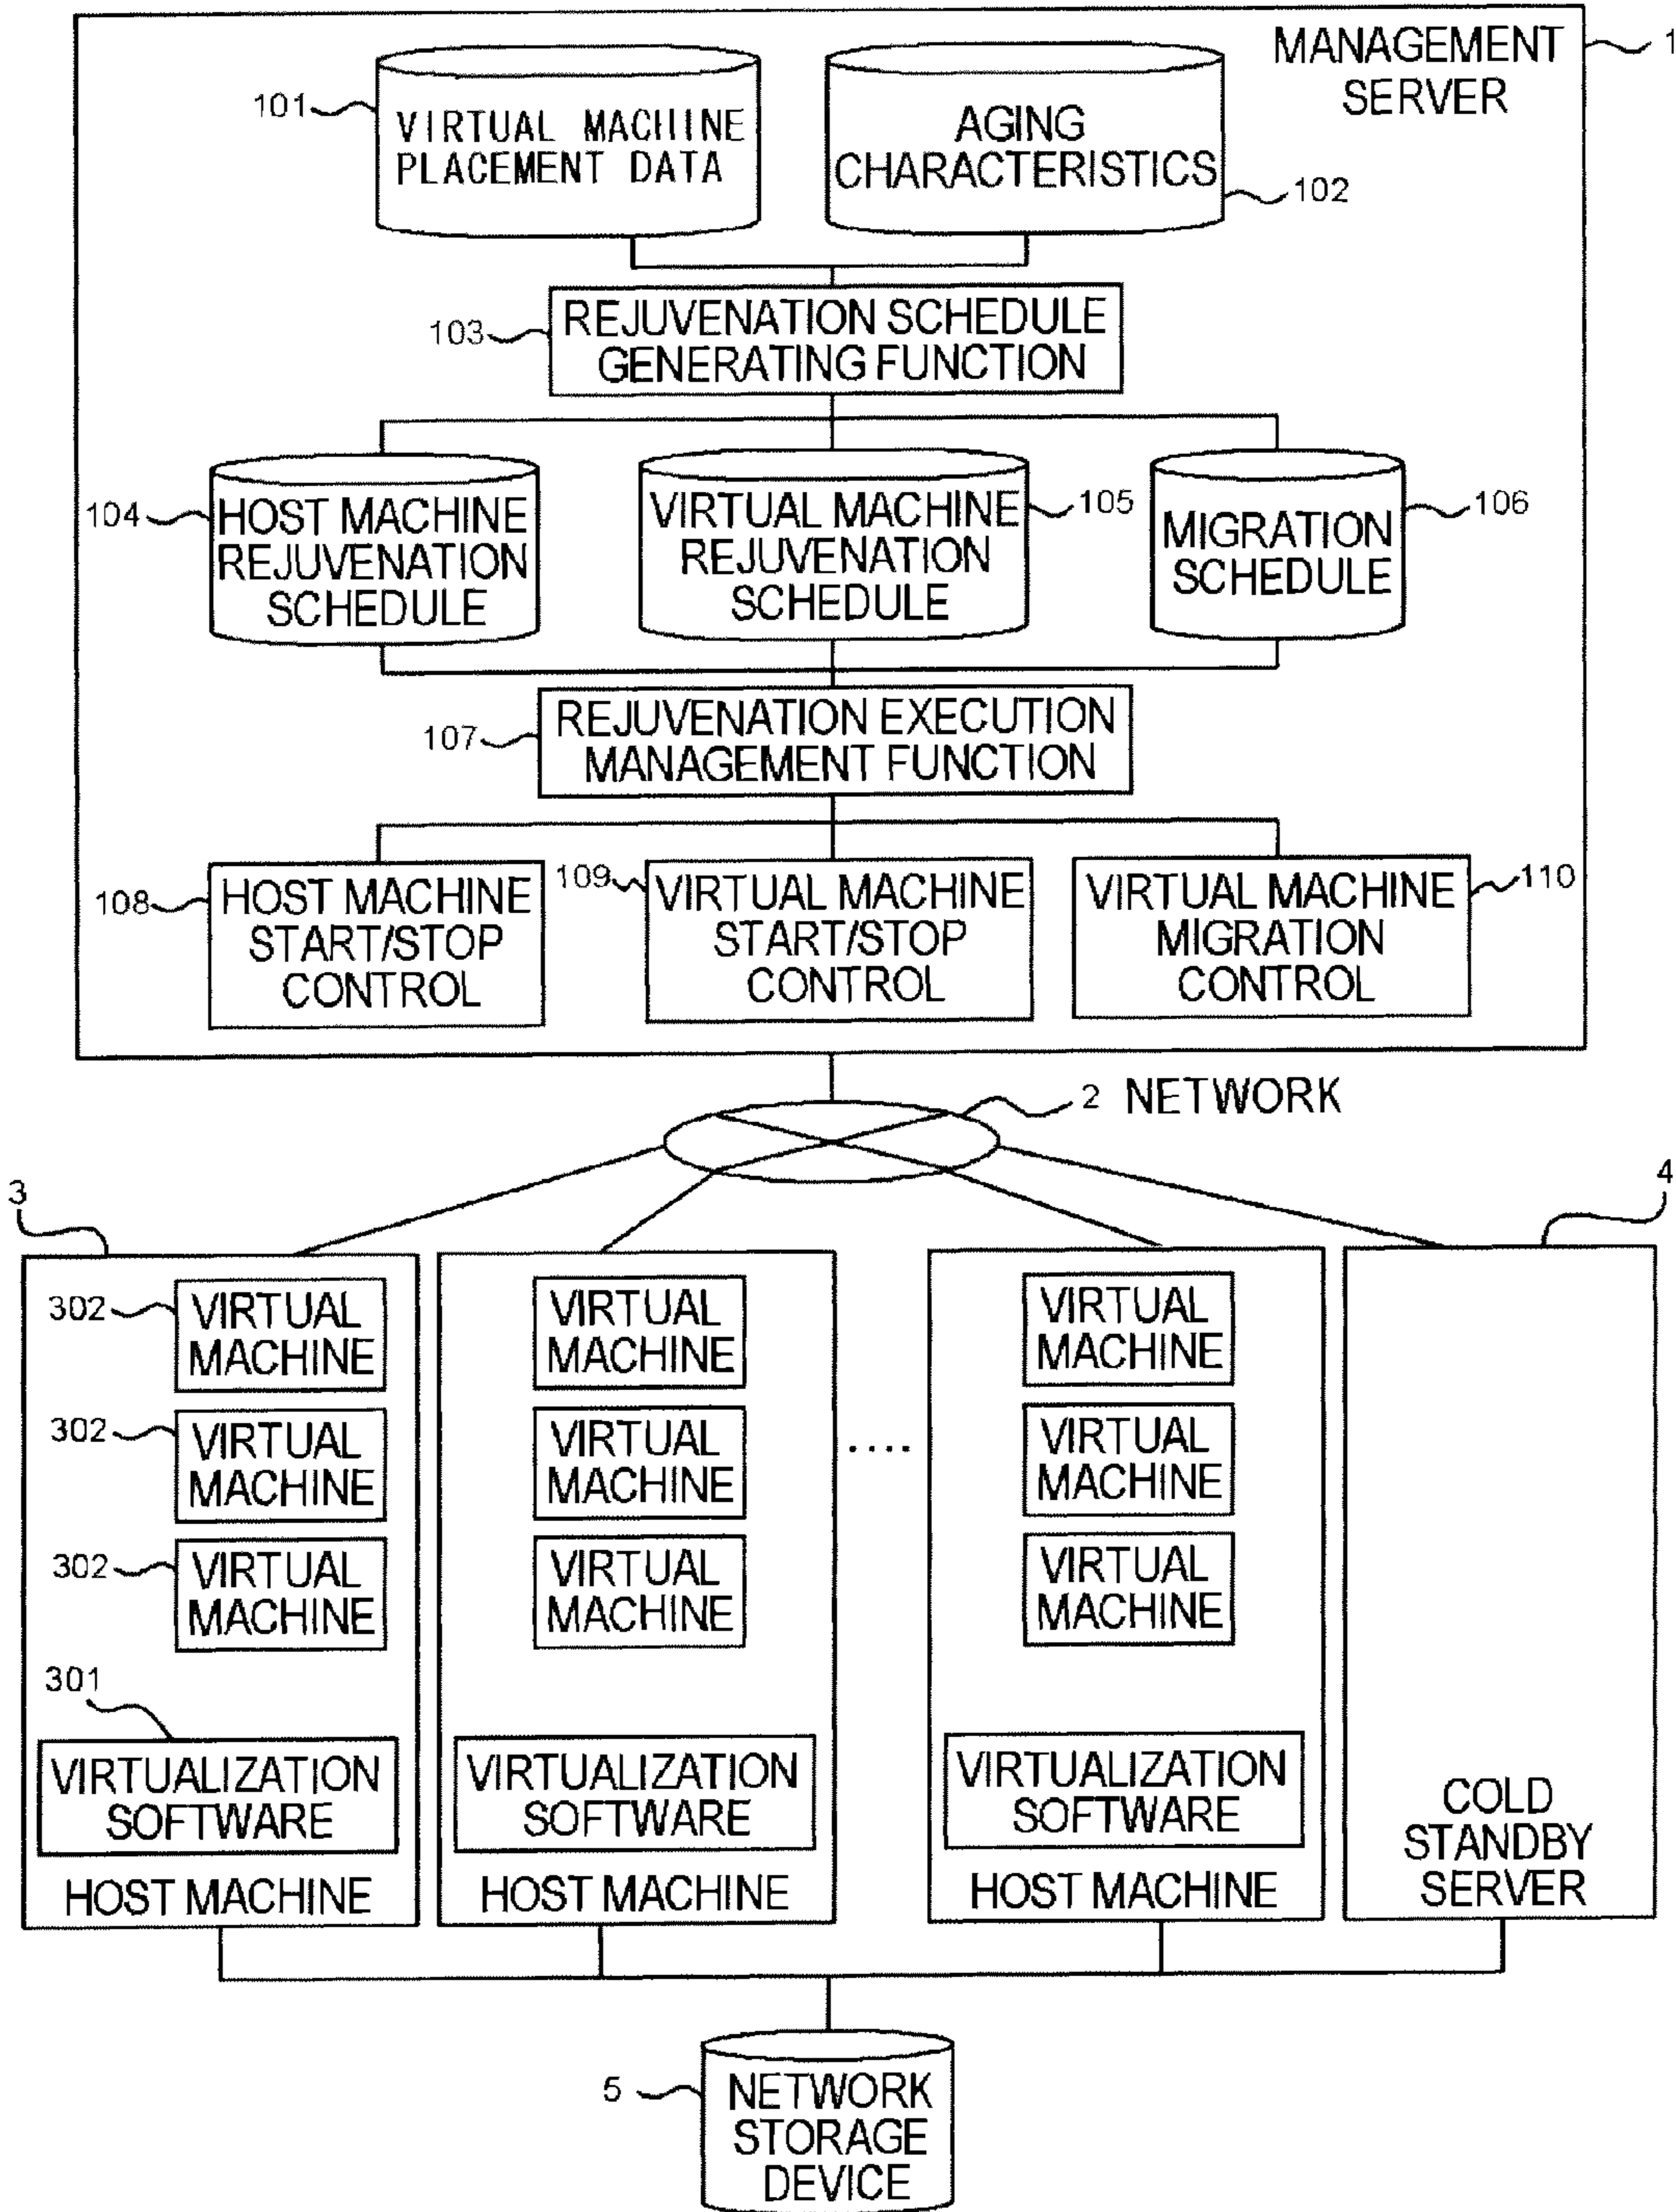 MANAGEMENT
SERVER
1
101
VIRTUAL MACHINE
PLACEMENT DATA
AGING
CHARACTERISTICS
102
103
REJUVENATION SCHEDULE
GENERATING FUNCTION
104
HOST MACHINE
REJUVENATION
SCHEDULE
VIRTUAL MACHINE
REJUVENATION
SCHEDULE
105
MIGRATION
SCHEDULE
106
107
REJUVENATION EXECUTION
MANAGEMENT FUNCTION
108
HOST MACHINE
START/STOP
CONTROL
109
VIRTUAL MACHINE
START/STOP
CONTROL
VIRTUAL MACHINE
MIGRATION
CONTROL
110
2 NETWORK
3
302
VIRTUAL
MACHINE
302
VIRTUAL
MACHINE
302
VIRTUAL
MACHINE
301
VIRTUALIZATION
SOFTWARE
HOST MACHINE
VIRTUAL
MACHINE
VIRTUAL
MACHINE
VIRTUAL
MACHINE
VIRTUALIZATION
SOFTWARE
HOST MACHINE
....
VIRTUAL
MACHINE
VIRTUAL
MACHINE
VIRTUAL
MACHINE
VIRTUALIZATION
SOFTWARE
HOST MACHINE
4
COLD
STANDBY
SERVER
5
NETWORK
STORAGE
DEVICE